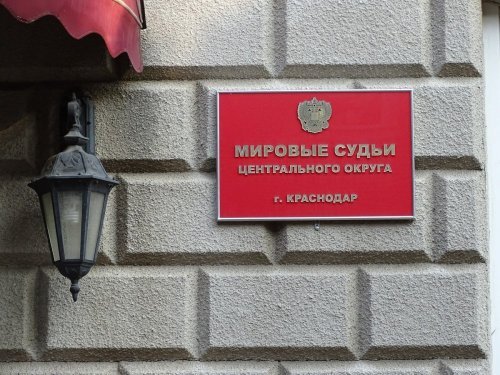 МИРОВЫЕ СУДЬИ
ЦЕНТРАЛЬНОГО ОКРУГА
г. КРАСНОДАР